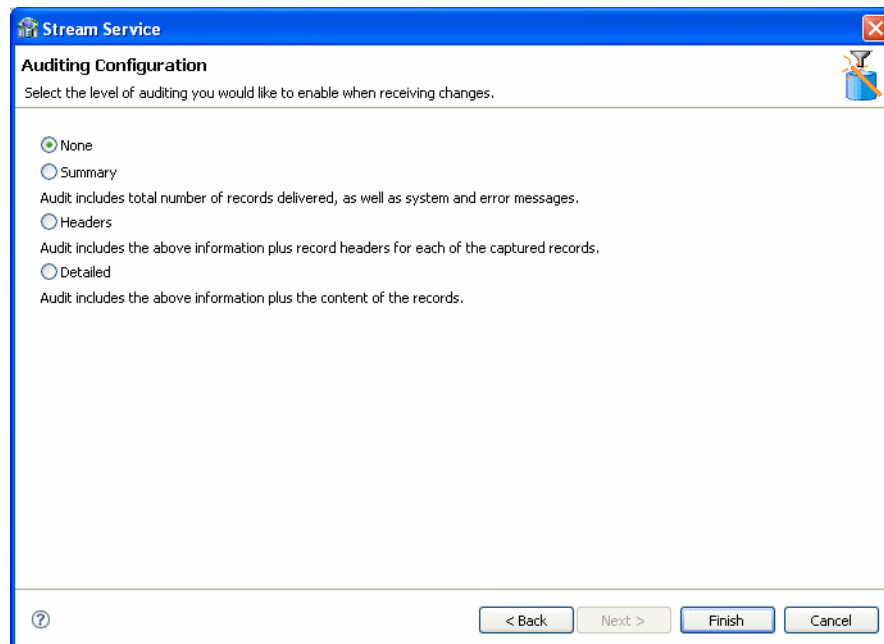 Stream Service
Auditing Configuration
Select the level of auditing you would like to enable when receiving changes.
None
Summary
Audit includes total number of records delivered, as well as system and error messages.
Headers
Audit includes the above information plus record headers for each of the captured records.
Detailed
Audit includes the above information plus the content of the records.
? < Back Next > Finish Cancel